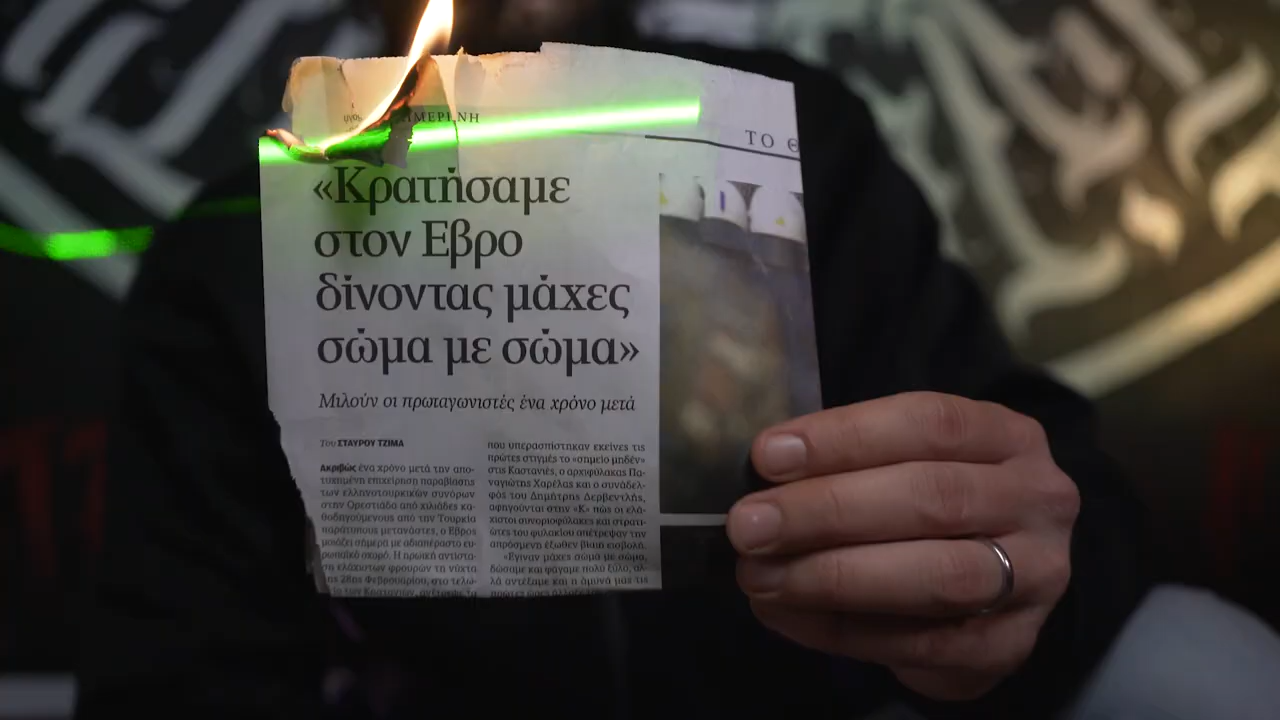 ΗΜΕΡΙΝΗ
ΤΟ Θ
«Κρατήσαμε
στον Έβρο
δίνοντας μάχες
σώμα με σώμα»
Μιλούν οι πρωταγωνιστές ένα χρόνο μετά
Του ΣΤΑΥΡΟΥ ΤΖΙΜΑ
Ακριβώς ένα χρόνο μετά την απο-
τυχημένη επιχείρηση παραβίασης
των ελληνοτουρκικών συνόρων
στην Ορεστιάδα από χιλιάδες κα-
θοδηγούμενους από την Τουρκία
παράτυπους μετανάστες, ο Έβρος
μοιάζει σήμερα με αδιαπέραστο ευ-
ρωπαϊκό οχυρό. Η ηρωική αντίστα-
ση ελάχιστων φρουρών τη νύχτα
της 28ης Φεβρουαρίου, στο τελω-
που υπερασπίστηκαν εκείνες τις
πρώτες στιγμές το «σημείο μηδέν»
στις Καστανιές, ο αρχιφύλακας Πα-
ναγιώτης Χαρέλας και ο συνάδελ-
φός του Δημήτρης Δερβεντλής,
αφηγούνται στην «Κ» πώς οι ελά-
χιστοι συνοριοφύλακες και στρατι-
ώτες του φυλακίου απέτρεψαν την
απρόσμενη έξωθεν βίαιη εισβολή.
«Έγιναν μάχες σώμα με σώμα,
δώσαμε και φάγαμε πολύ ξύλο, αλ-
λά αντέξαμε και η άμυνά μας τις